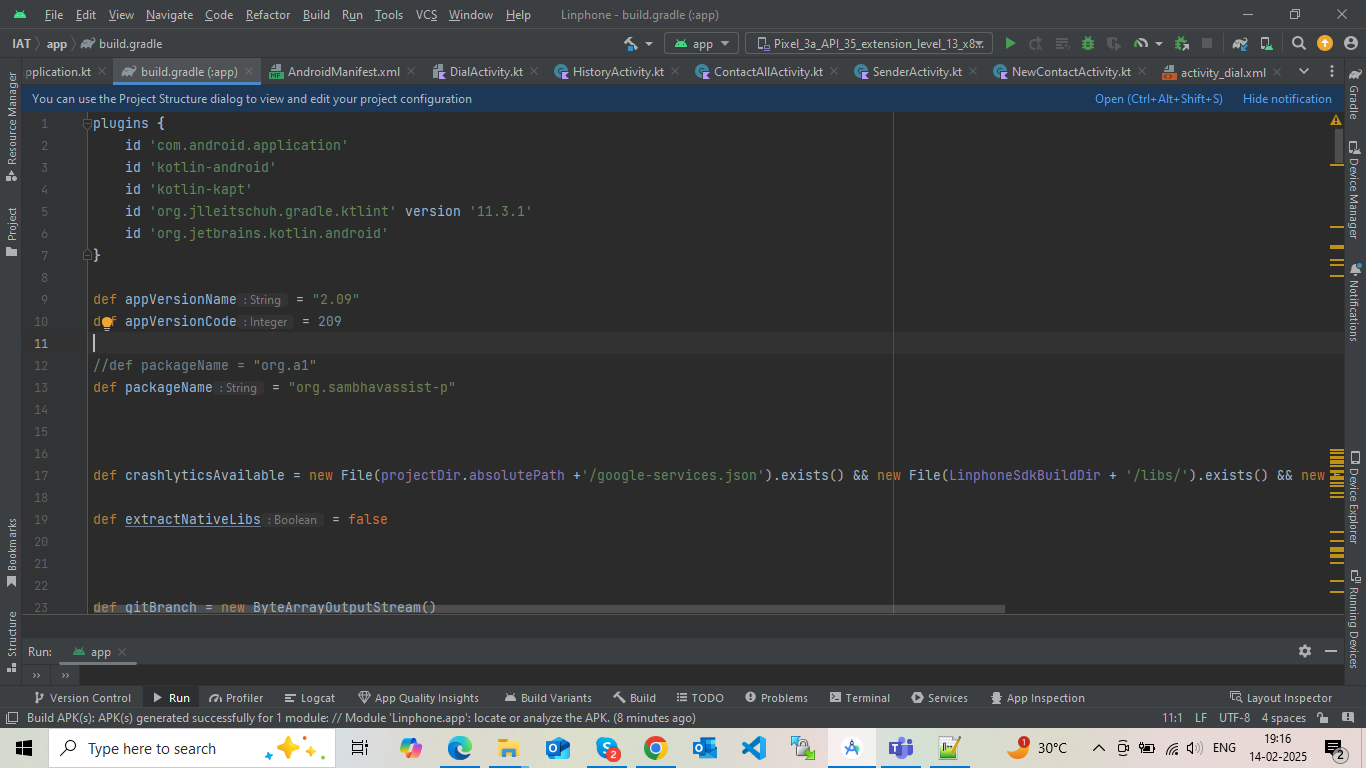 File Edit View Navigate Code Refactor Build Run Tools VCS Window Help Linphone - build.gradle (:app)
IAT app build.gradle app Pixel_3a_API_35_extension_level_13_x8
pplication.kt build.gradle (:app) AndroidManifest.xml DialActivity.kt HistoryActivity.kt ContactAllActivity.kt SenderActivity.kt NewContactActivity.kt activity_dial.xml
You can use the Project Structure dialog to view and edit your project configuration Open (Ctrl+Alt+Shift+S) Hide notification
1 plugins {
2 id 'com.android.application'
3 id 'kotlin-android'
4 id 'kotlin-kapt'
5 id 'org.jlleitschuh.gradle.ktlint' version '11.3.1'
6 id 'org.jetbrains.kotlin.android'
7 }
8
9 def appVersionName : String = "2.09"
10 def appVersionCode : Integer = 209
11
12 //def packageName = "org.a1"
13 def packageName : String = "org.sambhavassist-p"
14
15
16
17 def crashlyticsAvailable = new File(projectDir.absolutePath +'/google-services.json').exists() && new File(LinphoneSdkBuildDir + '/libs/').exists() && new
18
19 def extractNativeLibs : Boolean = false
20
21
22
23 def gitBranch = new ByteArrayOutputStream()
Resource Manager
Project
Bookmarks
Structure
Gradle
Device Manager
Notifications
Device Explorer
Running Devices
Run: app
›› ››
Version Control Run Profiler Logcat App Quality Insights Build Variants Build TODO Problems Terminal Services App Inspection Layout Inspector
Build APK(s): APK(s) generated successfully for 1 module: // Module 'Linphone.app': locate or analyze the APK. (8 minutes ago) 11:1 LF UTF-8 4 spaces
Type here to search 2 1 30°C ENG 19:16
14-02-2025 2